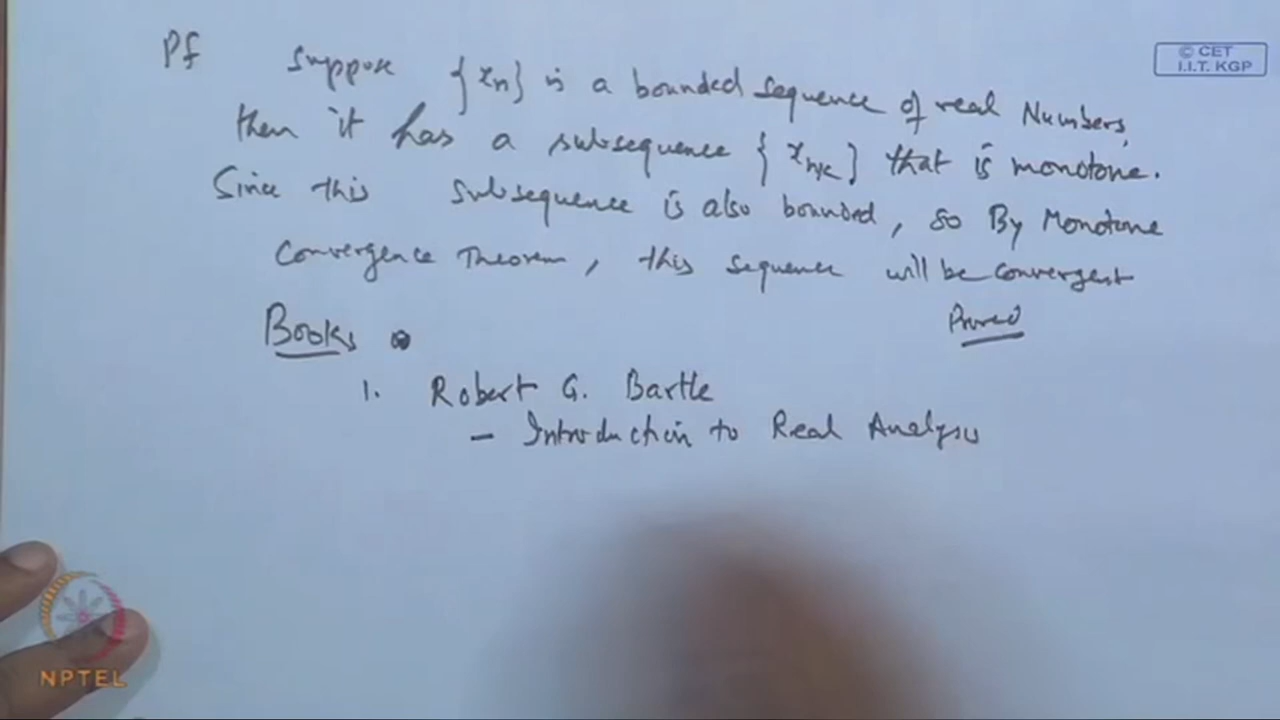 Pf Suppose {xn} is a bounded sequence of real Numbers,
then it has a subsequence {xnk} that is monotone.
Since this subsequence is also bounded, so By Monotone
Convergence Theorem, this sequence will be convergent
Proved
Books
1. Robert G. Bartle
- Introduction to Real Analysis
© CET
I.I.T. KGP
NPTEL